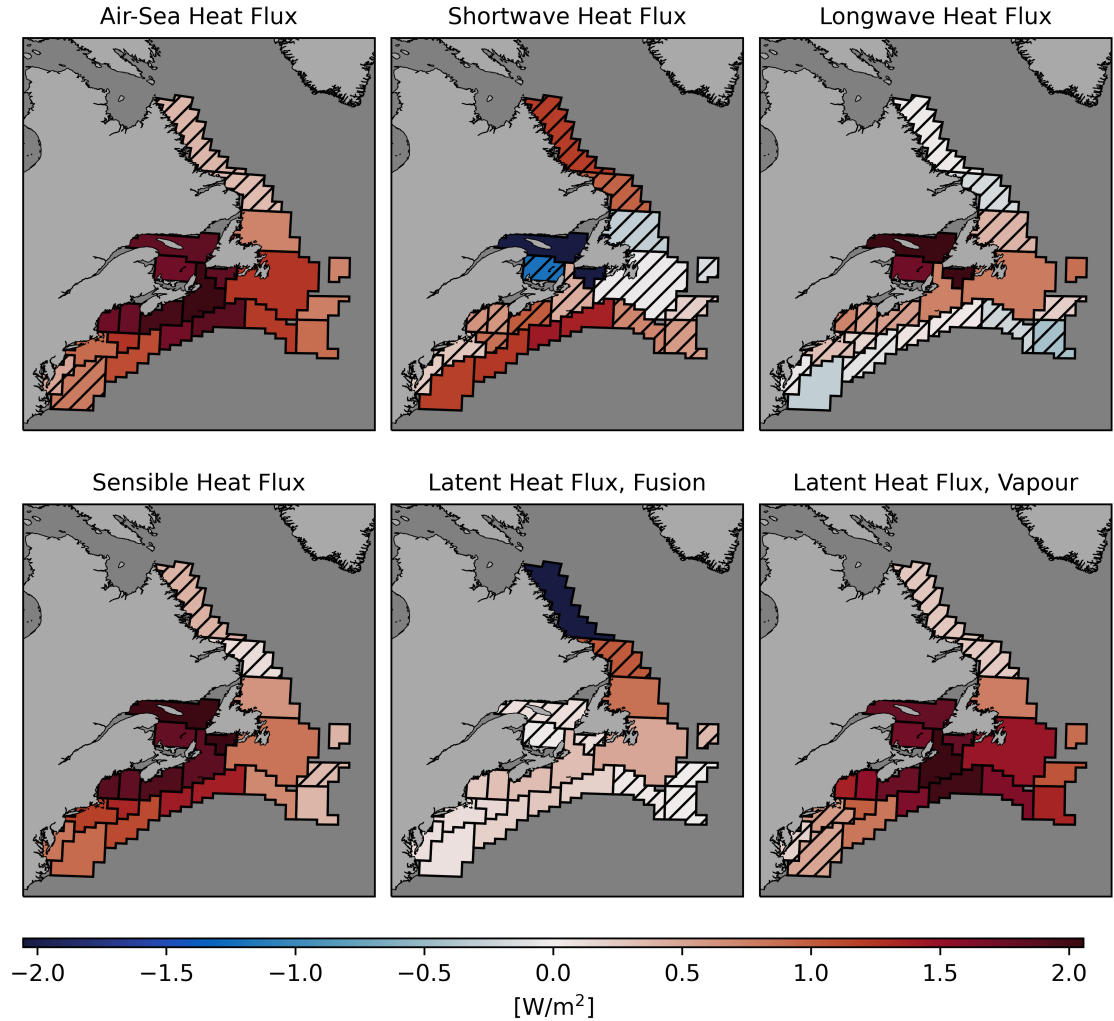 Air-Sea Heat Flux
Shortwave Heat Flux
Longwave Heat Flux
Sensible Heat Flux
Latent Heat Flux, Fusion
Latent Heat Flux, Vapour
−2.0 −1.5 −1.0 −0.5 0.0 0.5 1.0 1.5 2.0
[W/m²]